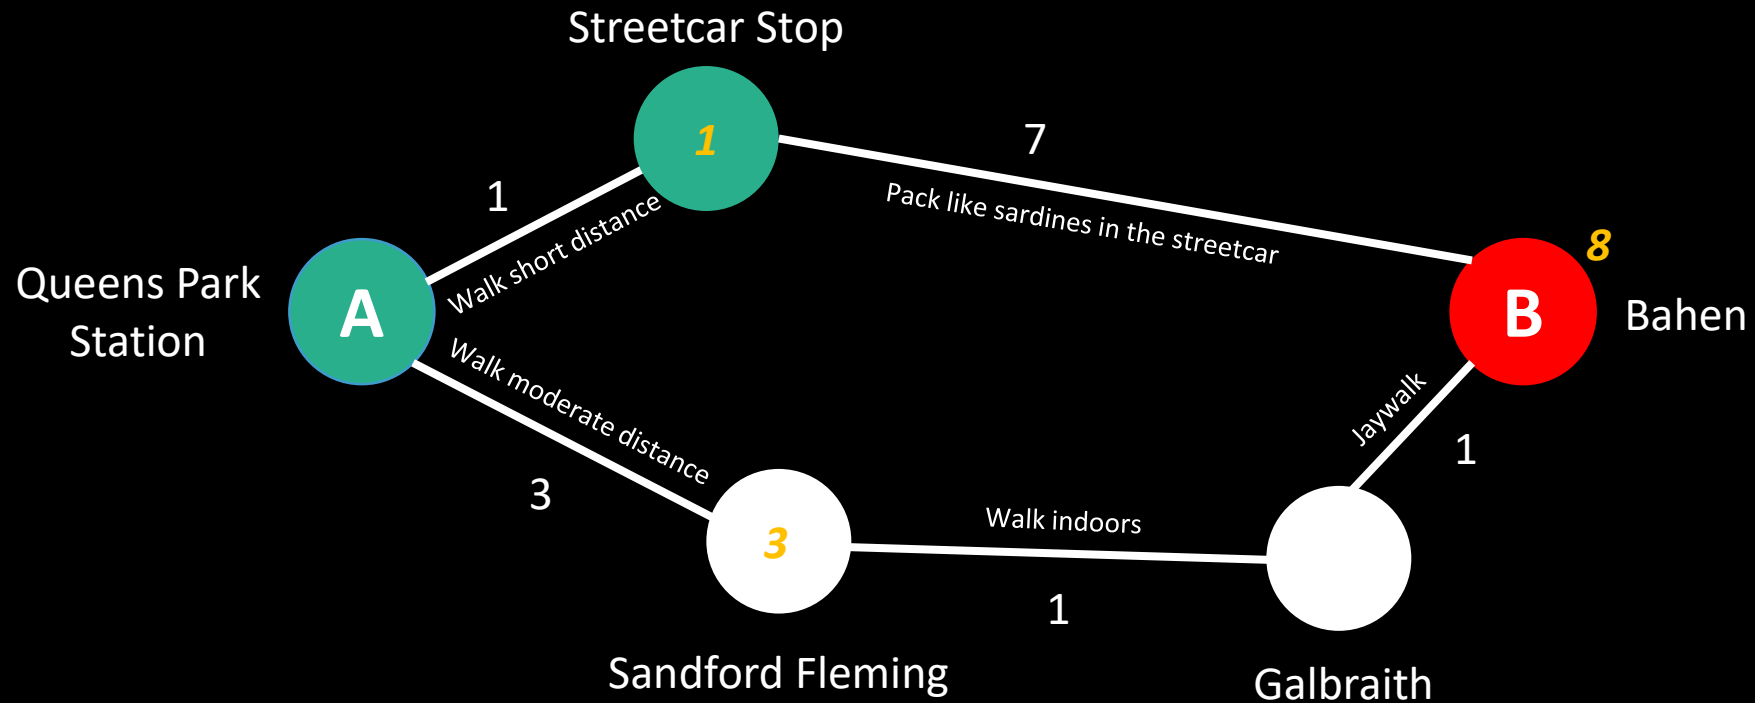 Streetcar Stop
1
7
1
Walk short distance
Pack like sardines in the streetcar
8
Queens Park
Station
A
B
Bahen
Walk moderate distance
3
Jaywalk
1
3
Walk indoors
1
Sandford Fleming
Galbraith